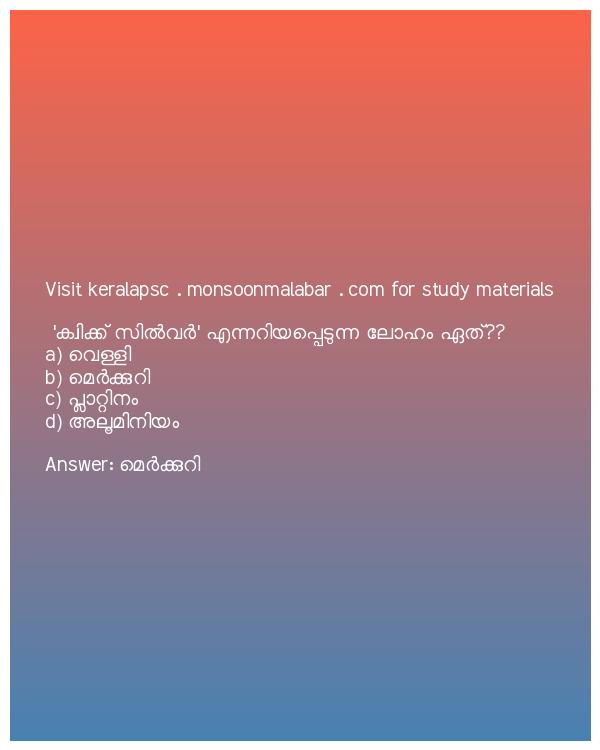 Visit keralapsc . monsoonmalabar . com for study materials
'ക്വിക്ക് സിൽവർ' എന്നറിയപ്പെടുന്ന ലോഹം ഏത്??
a) വെള്ളി
b) മെർക്കുറി
c) പ്ലാറ്റിനം
d) അലൂമിനിയം
Answer: മെർക്കുറി